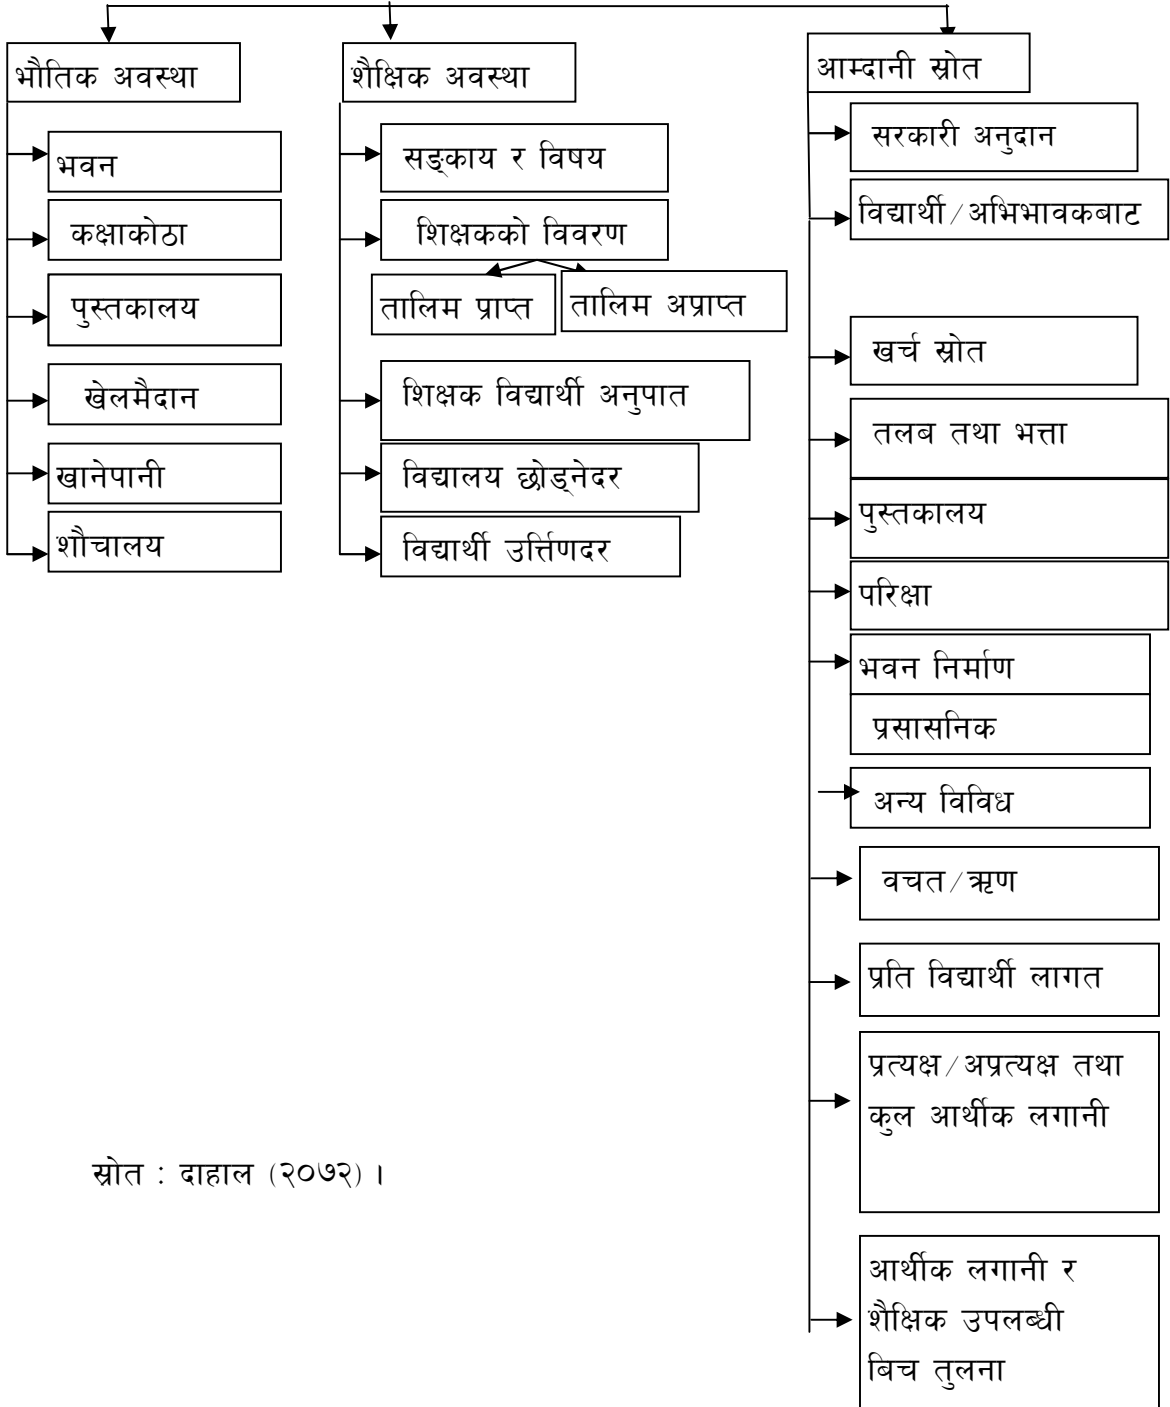 भौतिक अवस्था
भवन
कक्षाकोठा
पुस्तकालय
खेलमैदान
खानेपानी
शौचालय
शैक्षिक अवस्था
सङ्काय र विषय
शिक्षकको विवरण
तालिम प्राप्त
तालिम अप्राप्त
शिक्षक विद्यार्थी अनुपात
विद्यालय छोड्नेदर
विद्यार्थी उर्त्तिणदर
आम्दानी स्रोत
सरकारी अनुदान
विद्यार्थी/अभिभावकबाट
खर्च स्रोत
तलब तथा भत्ता
पुस्तकालय
परिक्षा
भवन निर्माण
प्रसासनिक
अन्य विविध
वचत/ऋण
प्रति विद्यार्थी लागत
प्रत्यक्ष/अप्रत्यक्ष तथा
कुल आर्थीक लगानी
आर्थीक लगानी र
शैक्षिक उपलब्धी
बिच तुलना
स्रोत : दाहाल (२०७२) ।